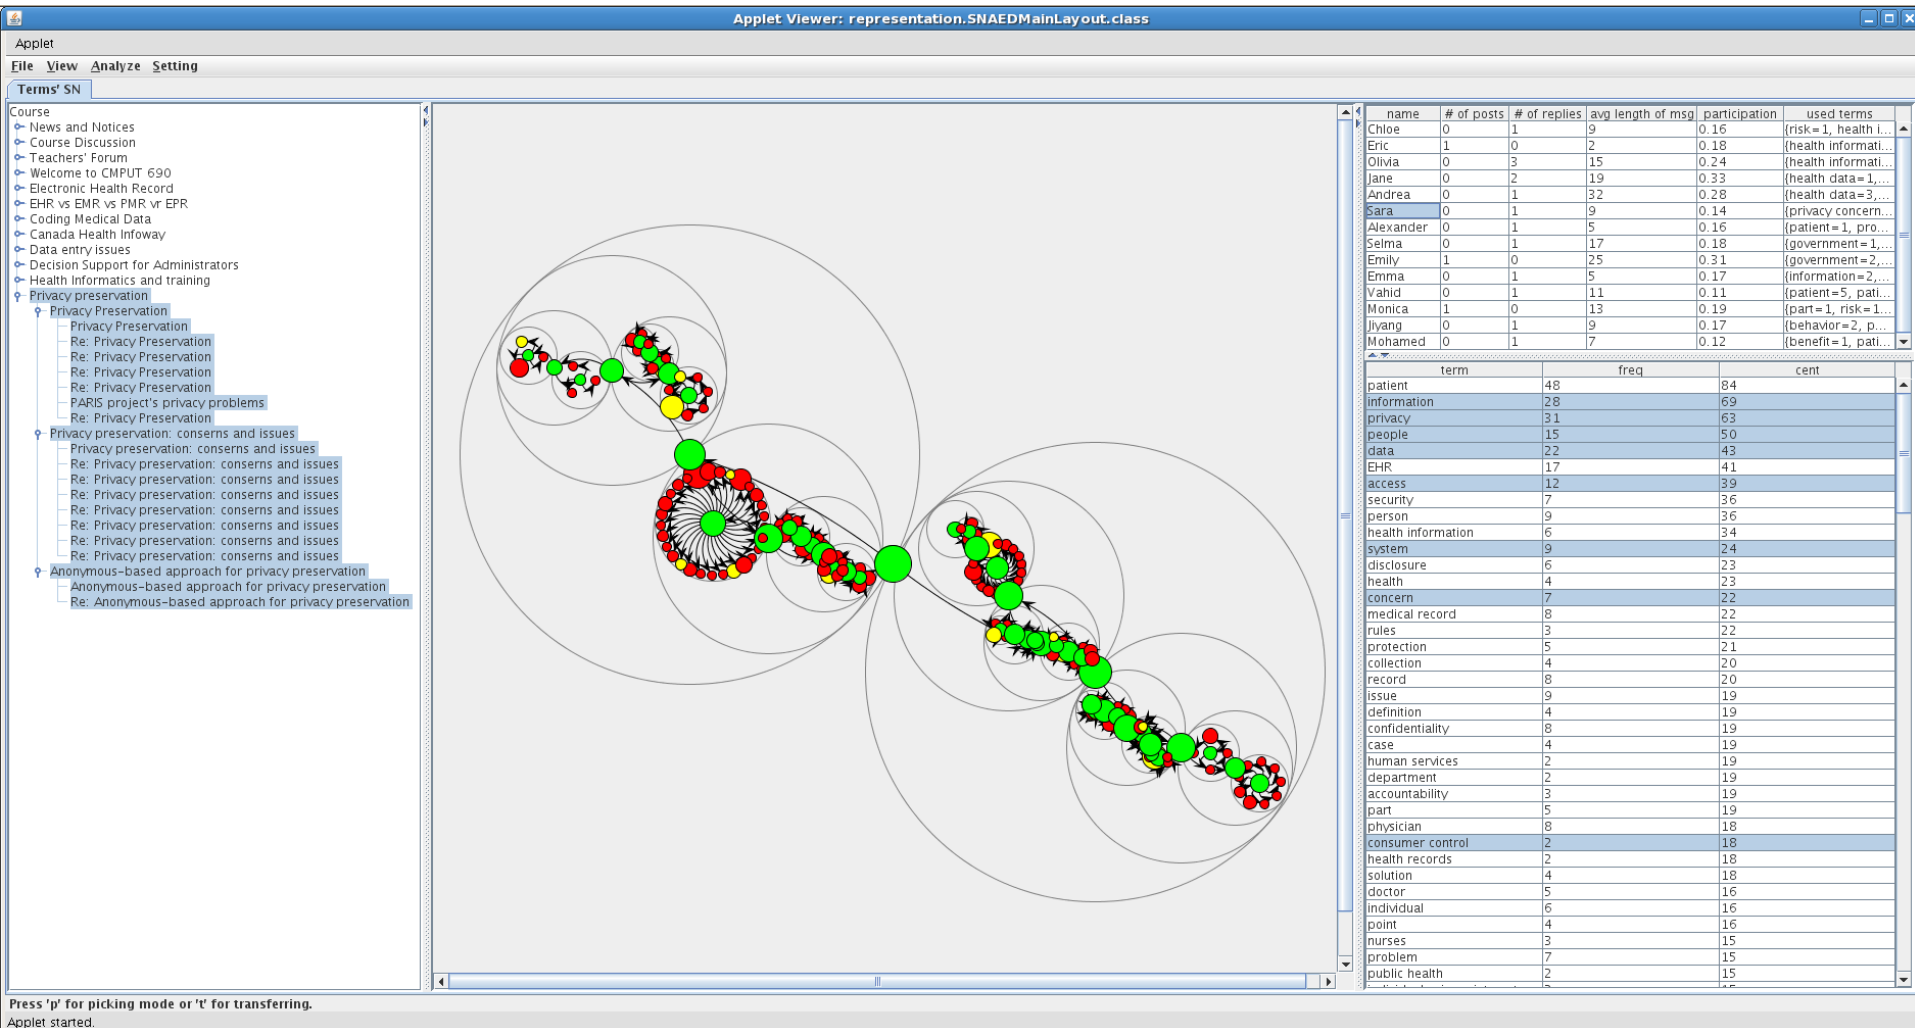 Applet Viewer: representation.SNAEDMainLayout.class
Applet
File View Analyze Setting
Terms' SN
Course
News and Notices
Course Discussion
Teachers' Forum
Welcome to CMPUT 690
Electronic Health Record
EHR vs EMR vs PMR vr EPR
Coding Medical Data
Canada Health Infoway
Data entry issues
Decision Support for Administrators
Health Informatics and training
Privacy preservation
Privacy Preservation
Privacy Preservation
Re: Privacy Preservation
Re: Privacy Preservation
Re: Privacy Preservation
Re: Privacy Preservation
PARIS project's privacy problems
Re: Privacy Preservation
Privacy preservation: conserns and issues
Privacy preservation: conserns and issues
Re: Privacy preservation: conserns and issues
Re: Privacy preservation: conserns and issues
Re: Privacy preservation: conserns and issues
Re: Privacy preservation: conserns and issues
Re: Privacy preservation: conserns and issues
Re: Privacy preservation: conserns and issues
Re: Privacy preservation: conserns and issues
Anonymous-based approach for privacy preservation
Anonymous-based approach for privacy preservation
Re: Anonymous-based approach for privacy preservation
name # of posts # of replies avg length of msg participation used terms
Chloe 0 1 9 0.16 {risk=1, health i...
Eric 1 0 2 0.18 {health informati...
Olivia 0 3 15 0.24 {health informati...
Jane 0 2 19 0.33 {health data=1,...
Andrea 0 1 32 0.28 {health data=3,...
Sara 0 1 9 0.14 {privacy concern...
Alexander 0 1 5 0.16 {patient=1, pro...
Selma 0 1 17 0.18 {government=1,...
Emily 1 0 25 0.31 {government=2,...
Emma 0 1 5 0.17 {information=2,...
Vahid 0 1 11 0.11 {patient=5, pati...
Monica 1 0 13 0.19 {part=1, risk=1...
Jiyang 0 1 9 0.17 {behavior=2, p...
Mohamed 0 1 7 0.12 {benefit=1, pati...
term freq cent
patient 48 84
information 28 69
privacy 31 63
people 15 50
data 22 43
EHR 17 41
access 12 39
security 7 36
person 9 36
health information 6 34
system 9 24
disclosure 6 23
health 4 23
concern 7 22
medical record 8 22
rules 3 22
protection 5 21
collection 4 20
record 8 20
issue 9 19
definition 4 19
confidentiality 8 19
case 4 19
human services 2 19
department 2 19
accountability 3 19
part 5 19
physician 8 18
consumer control 2 18
health records 2 18
solution 4 18
doctor 5 16
individual 6 16
point 4 16
nurses 3 15
problem 7 15
public health 2 15
Press 'p' for picking mode or 't' for transferring.
Applet started.